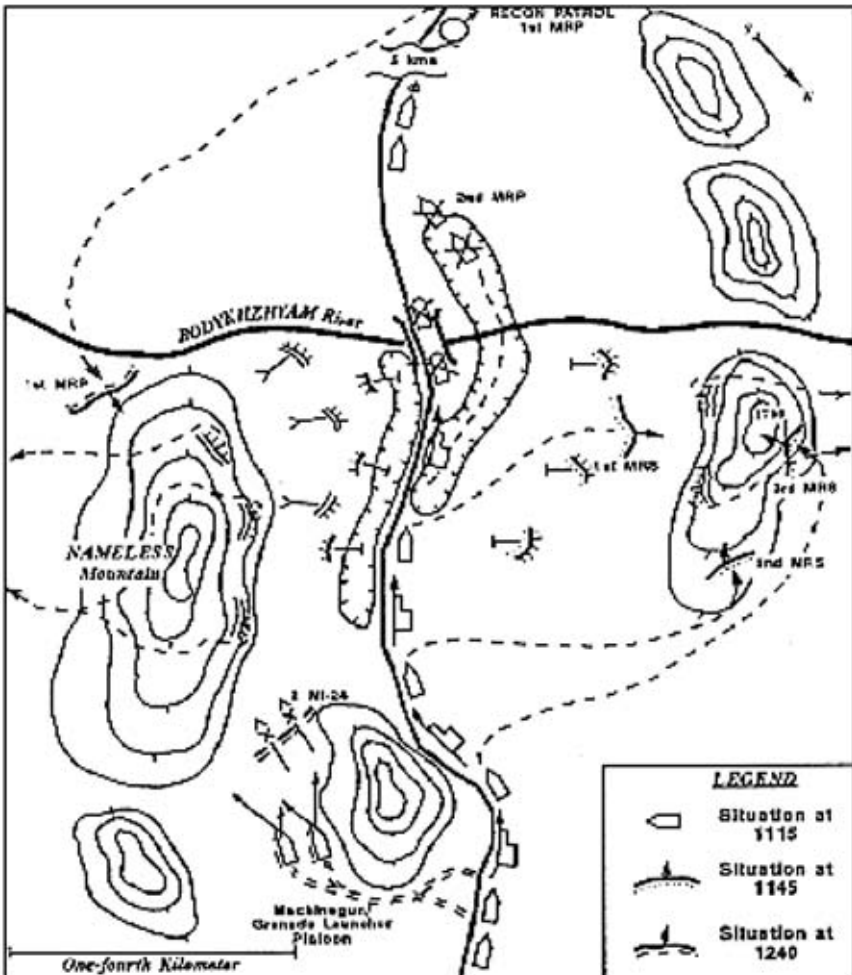 RECON PATROL
1st MRP
5 kms
S
N
2nd MRP
BODYKHZHYAM River
1st MRP
1st MRS
3rd MRS
2nd MRS
NAMELESS
Mountain
2 MI-24
1
Machinegun/
Grenade Launcher
Platoon
One-fourth Kilometer
LEGEND
Situation at
1115
Situation at
1145
Situation at
1240